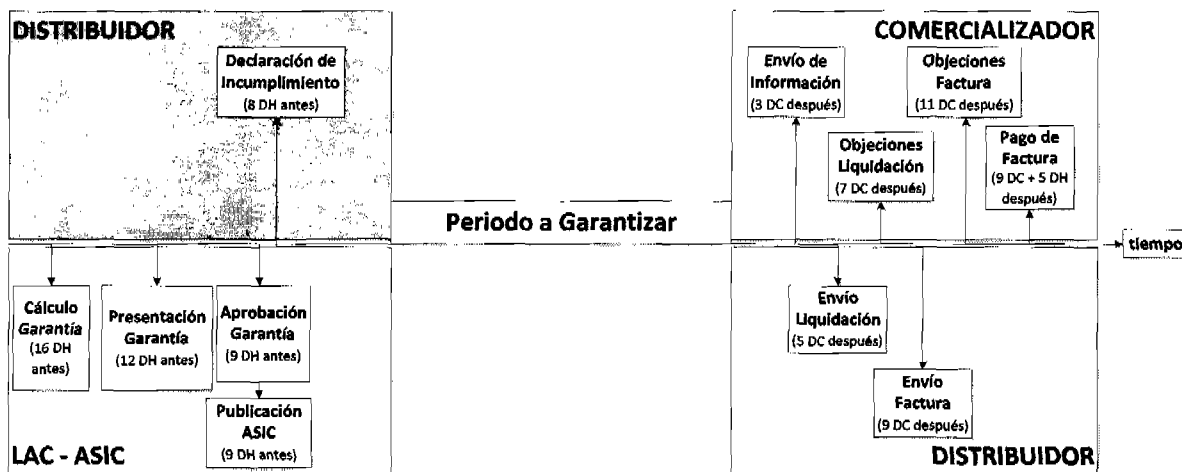 DISTRIBUIDOR
Declaración de
Incumplimiento
(8 DH antes)
COMERCIALIZADOR
Envío de
Información
(3 DC después)
Objeciones
Factura
(11 DC después)
Objeciones
Liquidación
(7 DC después)
Pago de
Factura
(9 DC + 5 DH
después)
Periodo a Garantizar
tiempo
Cálculo
Garantía
(16 DH
antes)
Presentación
Garantía
(12 DH antes)
Aprobación
Garantía
(9 DH antes)
Publicación
ASIC
(9 DH antes)
LAC - ASIC
Envío
Liquidación
(5 DC después)
Envío
Factura
(9 DC después)
DISTRIBUIDOR